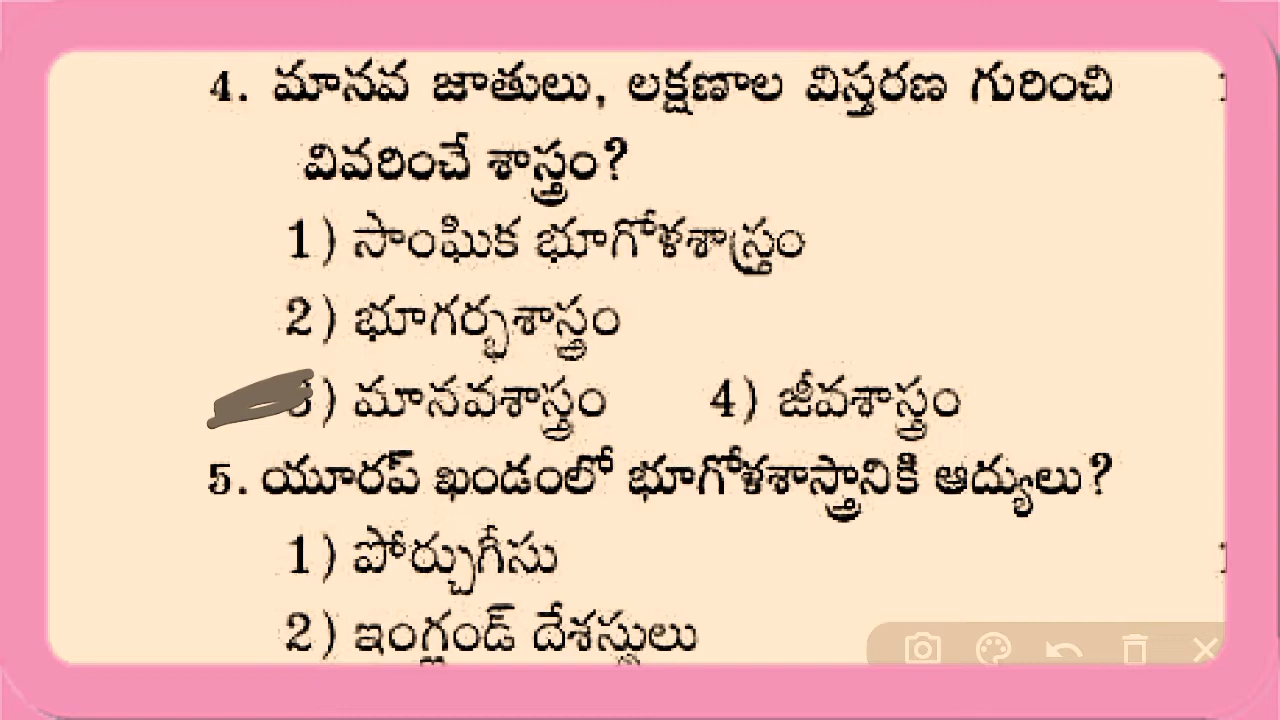 4. మానవ జాతులు, లక్షణాల విస్తరణ గురించి
వివరించే శాస్త్రం?
1) సాంఘిక భూగోళశాస్త్రం
2) భూగర్భశాస్త్రం
3) మానవశాస్త్రం 4) జీవశాస్త్రం
5. యూరప్ ఖండంలో భూగోళశాస్త్రానికి ఆద్యులు?
1) పోర్చుగీసు
2) ఇంగ్లండ్ దేశస్థులు